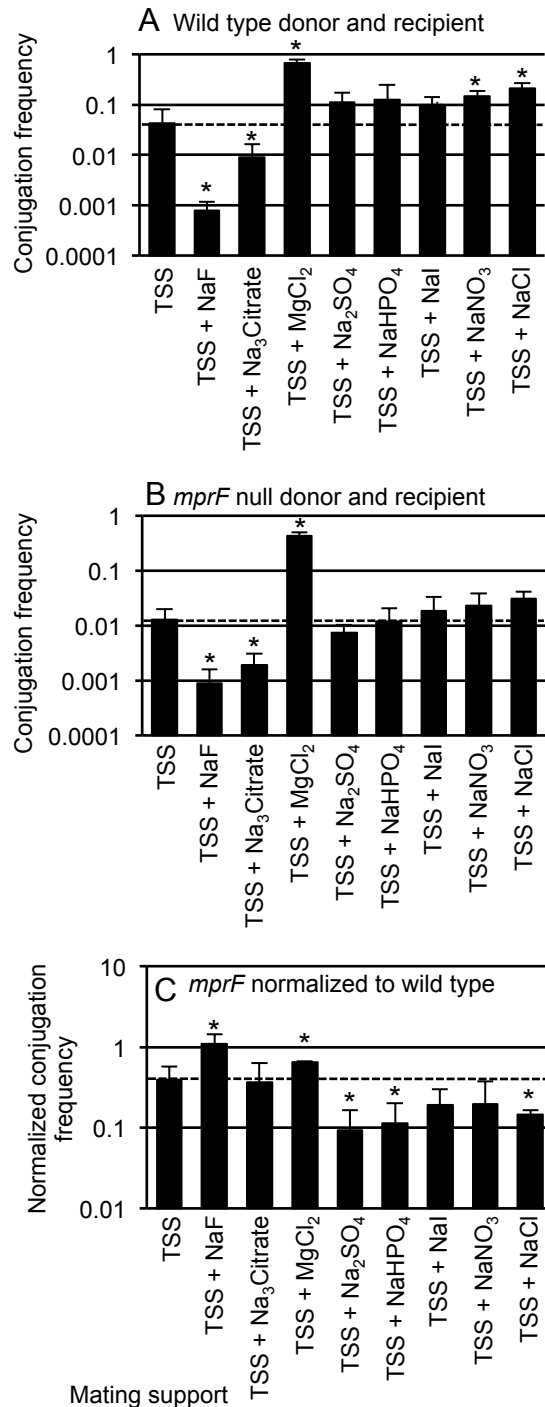 A Wild type donor and recipient
Conjugation frequency
1
0.1
0.01
0.001
0.0001
*
*
*
*
*
TSS
TSS + NaF
TSS + Na₃Citrate
TSS + MgCl₂
TSS + Na₂SO₄
TSS + NaHPO₄
TSS + NaI
TSS + NaNO₃
TSS + NaCl
B mprF null donor and recipient
Conjugation frequency
1
0.1
0.01
0.001
0.0001
*
*
*
TSS
TSS + NaF
TSS + Na₃Citrate
TSS + MgCl₂
TSS + Na₂SO₄
TSS + NaHPO₄
TSS + NaI
TSS + NaNO₃
TSS + NaCl
C mprF normalized to wild type
Normalized conjugation
frequency
10
1
0.1
0.01
*
*
*
*
*
TSS
TSS + NaF
TSS + Na₃Citrate
TSS + MgCl₂
TSS + Na₂SO₄
TSS + NaHPO₄
TSS + NaI
TSS + NaNO₃
TSS + NaCl
Mating support